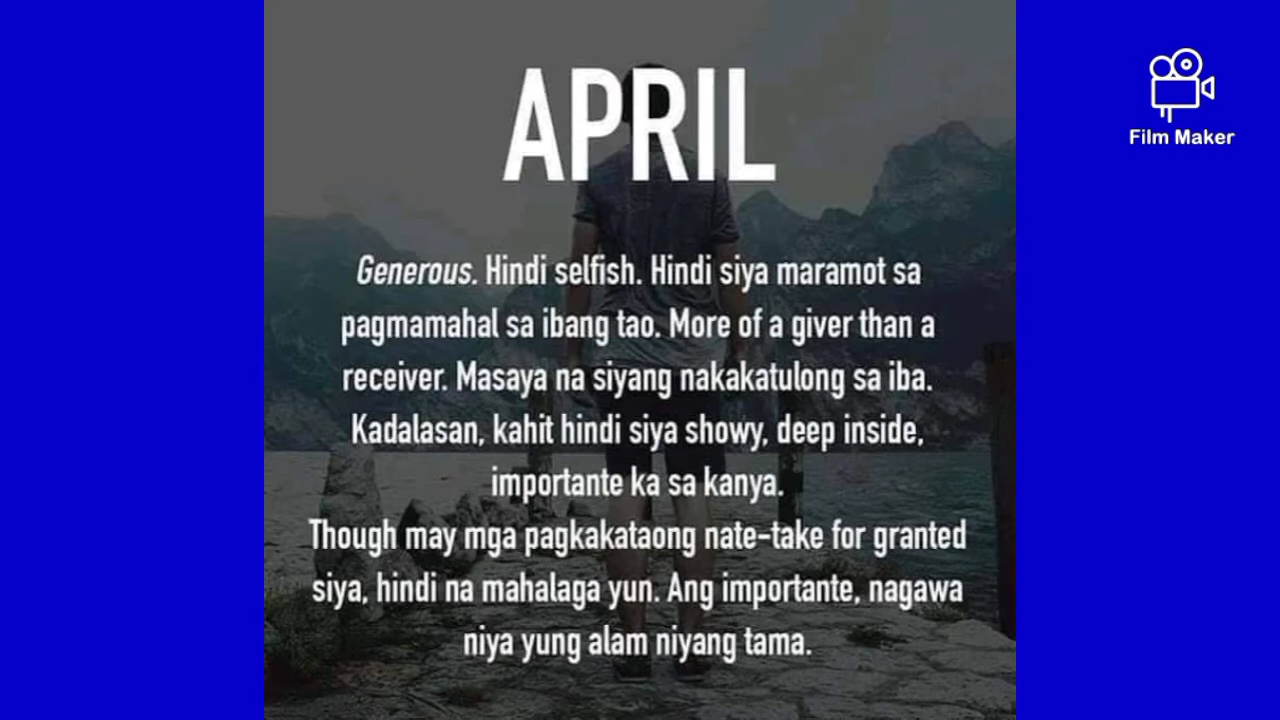 APRIL
Film Maker
Generous. Hindi selfish. Hindi siya maramot sa
pagmamahal sa ibang tao. More of a giver than a
receiver. Masaya na siyang nakakatulong sa iba.
Kadalasan, kahit hindi siya showy, deep inside,
importante ka sa kanya.
Though may mga pagkakataong nate-take for granted
siya, hindi na mahalaga yun. Ang importante, nagawa
niya yung alam niyang tama.